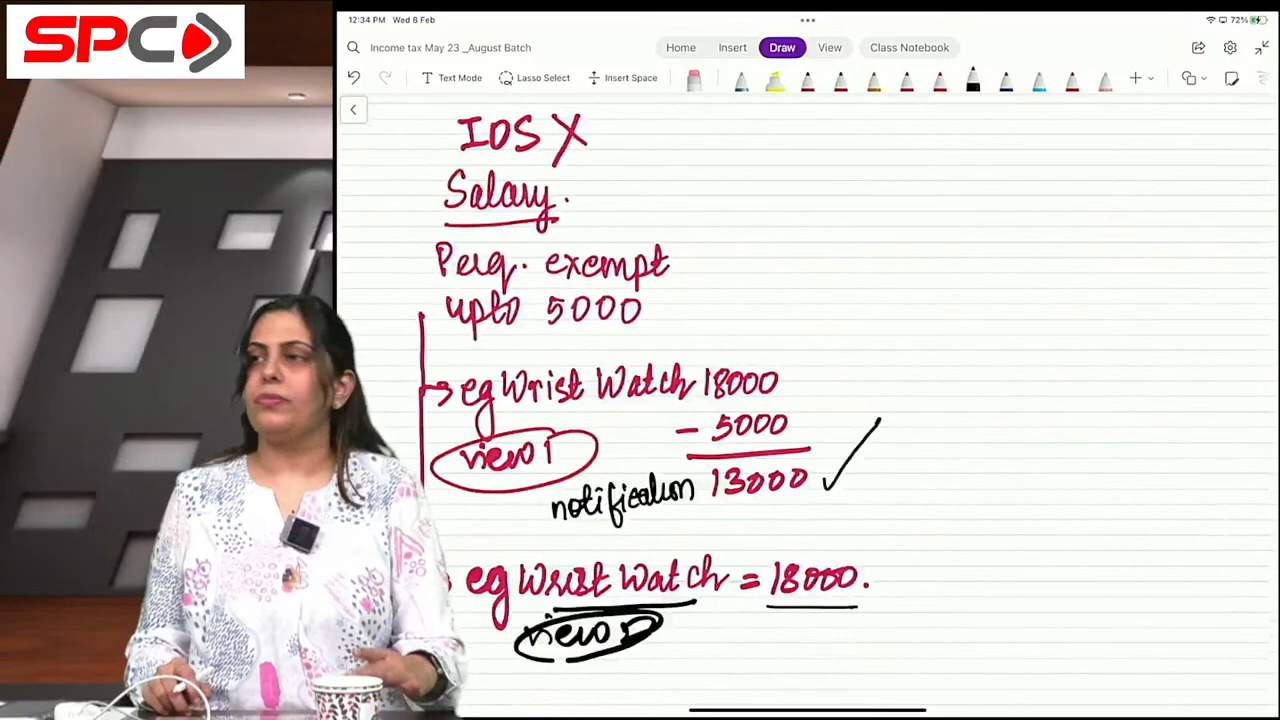 SPC
12:34 PM Wed 8 Feb
72%
Income tax May 23 _August Batch
Home Insert Draw View Class Notebook
Text Mode Lasso Select Insert Space
IOS X
Salary.
Perq. exempt
upto 5000
eg Wrist Watch 18000
- 5000
view I
notification 13000 ✓
eg Wrist Watch = 18000.
view